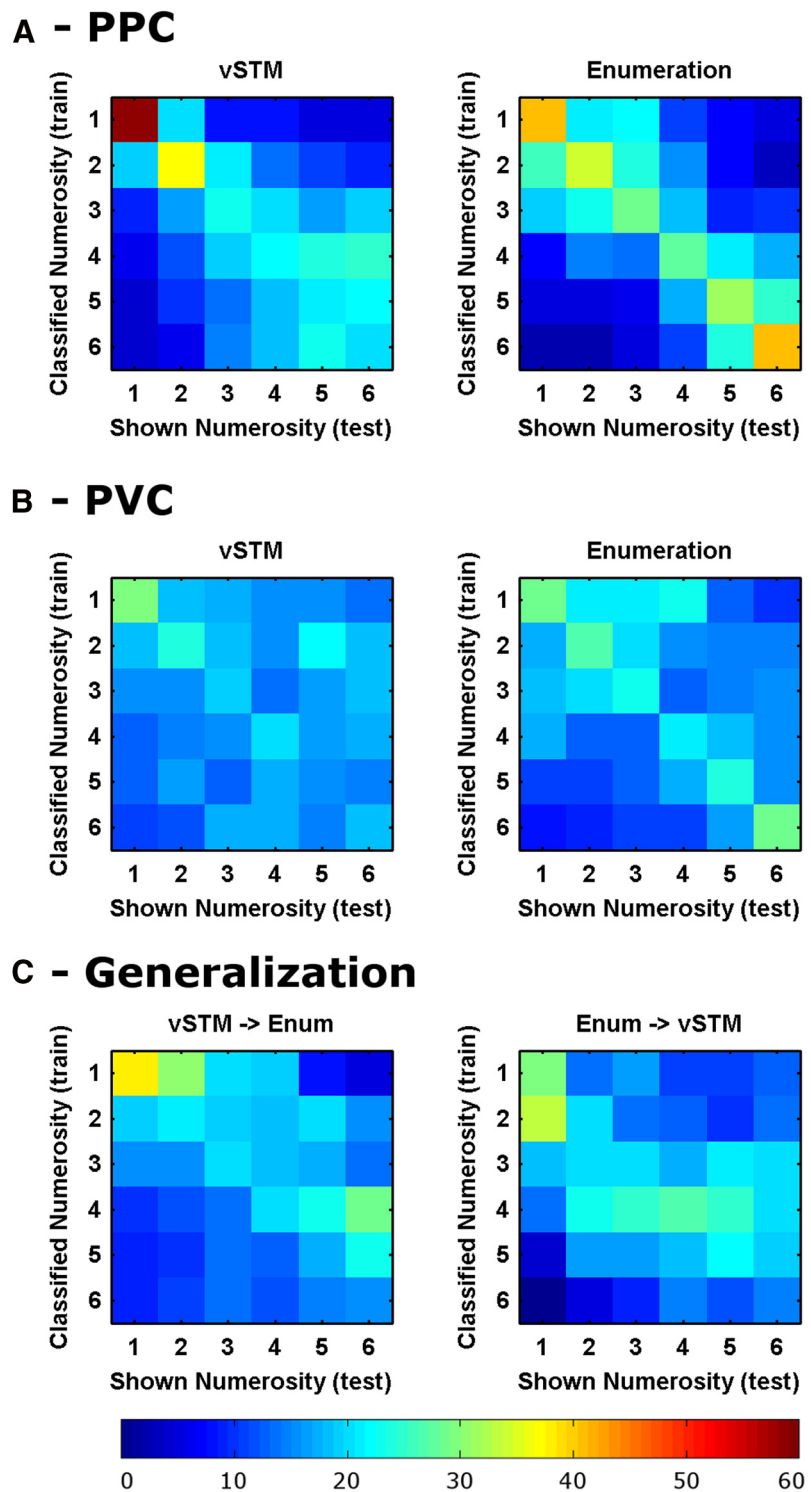 A - PPC
vSTM
Enumeration
Classified Numerosity (train)
1
2
3
4
5
6
1 2 3 4 5 6
Shown Numerosity (test)
Classified Numerosity (train)
1
2
3
4
5
6
1 2 3 4 5 6
Shown Numerosity (test)
B - PVC
vSTM
Enumeration
Classified Numerosity (train)
1
2
3
4
5
6
1 2 3 4 5 6
Shown Numerosity (test)
Classified Numerosity (train)
1
2
3
4
5
6
1 2 3 4 5 6
Shown Numerosity (test)
C - Generalization
vSTM -> Enum
Enum -> vSTM
Classified Numerosity (train)
1
2
3
4
5
6
1 2 3 4 5 6
Shown Numerosity (test)
Classified Numerosity (train)
1
2
3
4
5
6
1 2 3 4 5 6
Shown Numerosity (test)
0 10 20 30 40 50 60